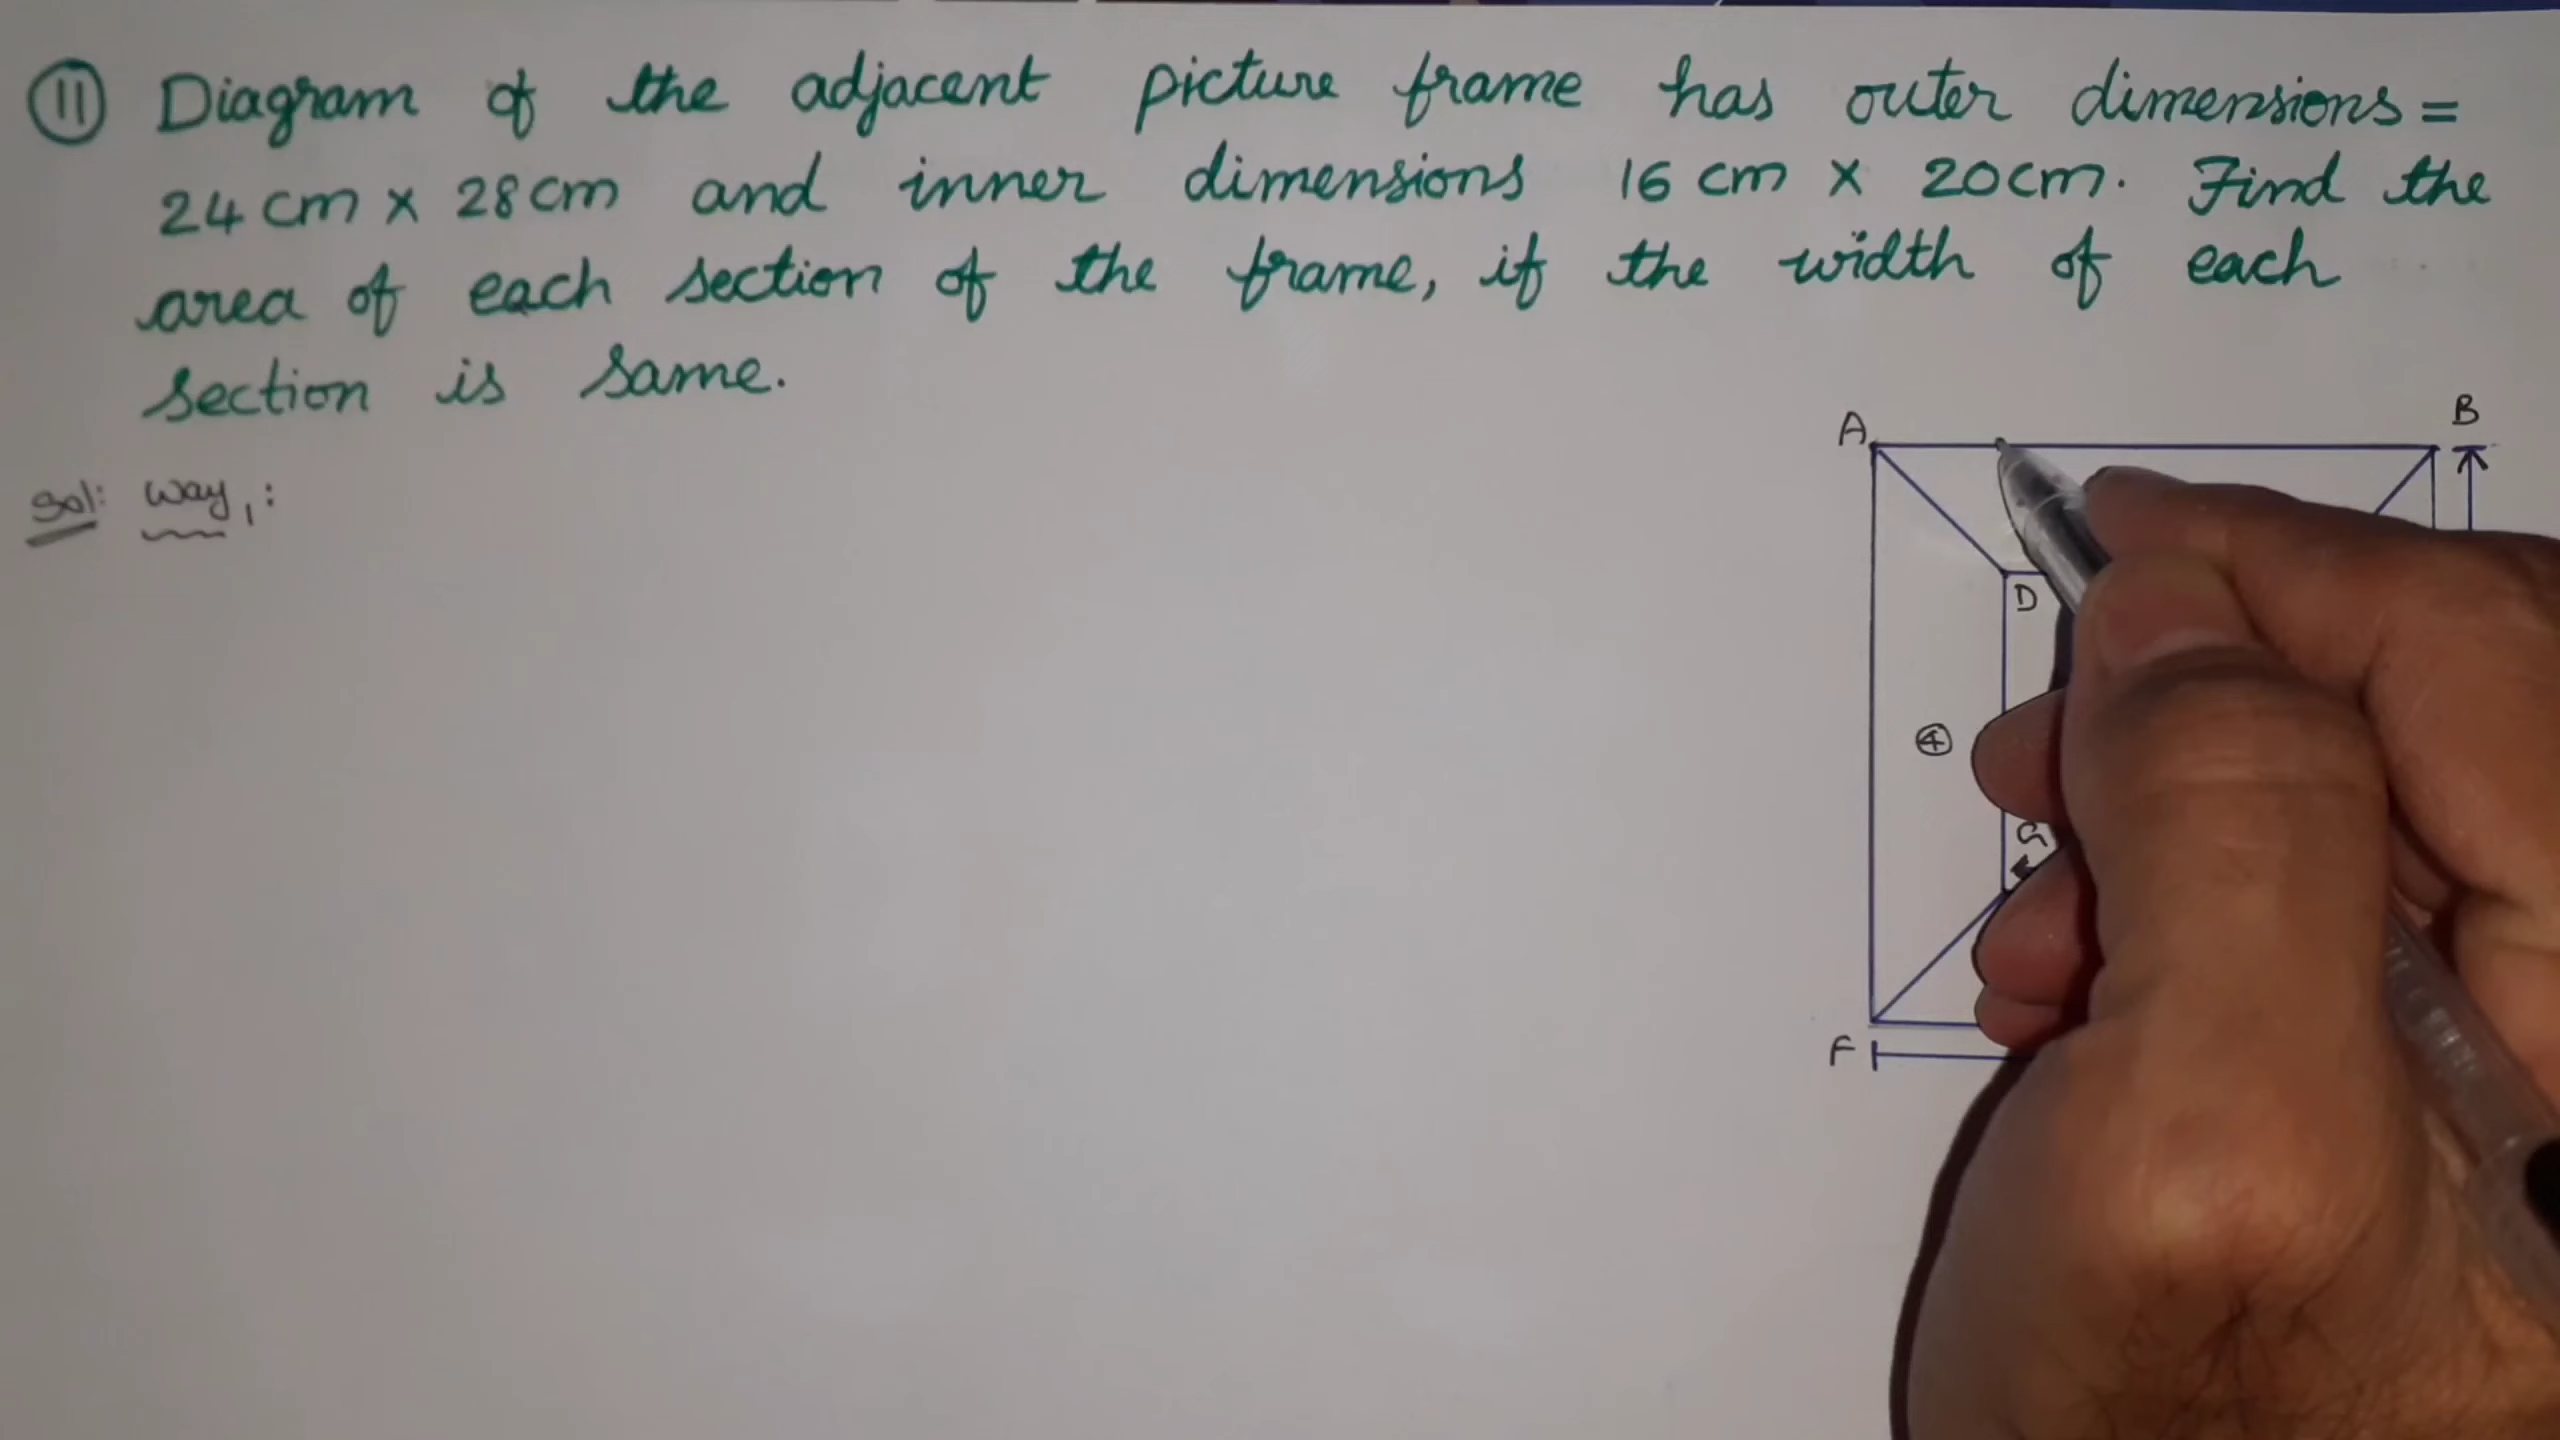 11 Diagram of the adjacent picture frame has outer dimensions =
24 cm × 28 cm and inner dimensions 16 cm × 20 cm. Find the
area of each section of the frame, if the width of each
section is same.
Sol: Way 1:
A
B
D
4
G
F